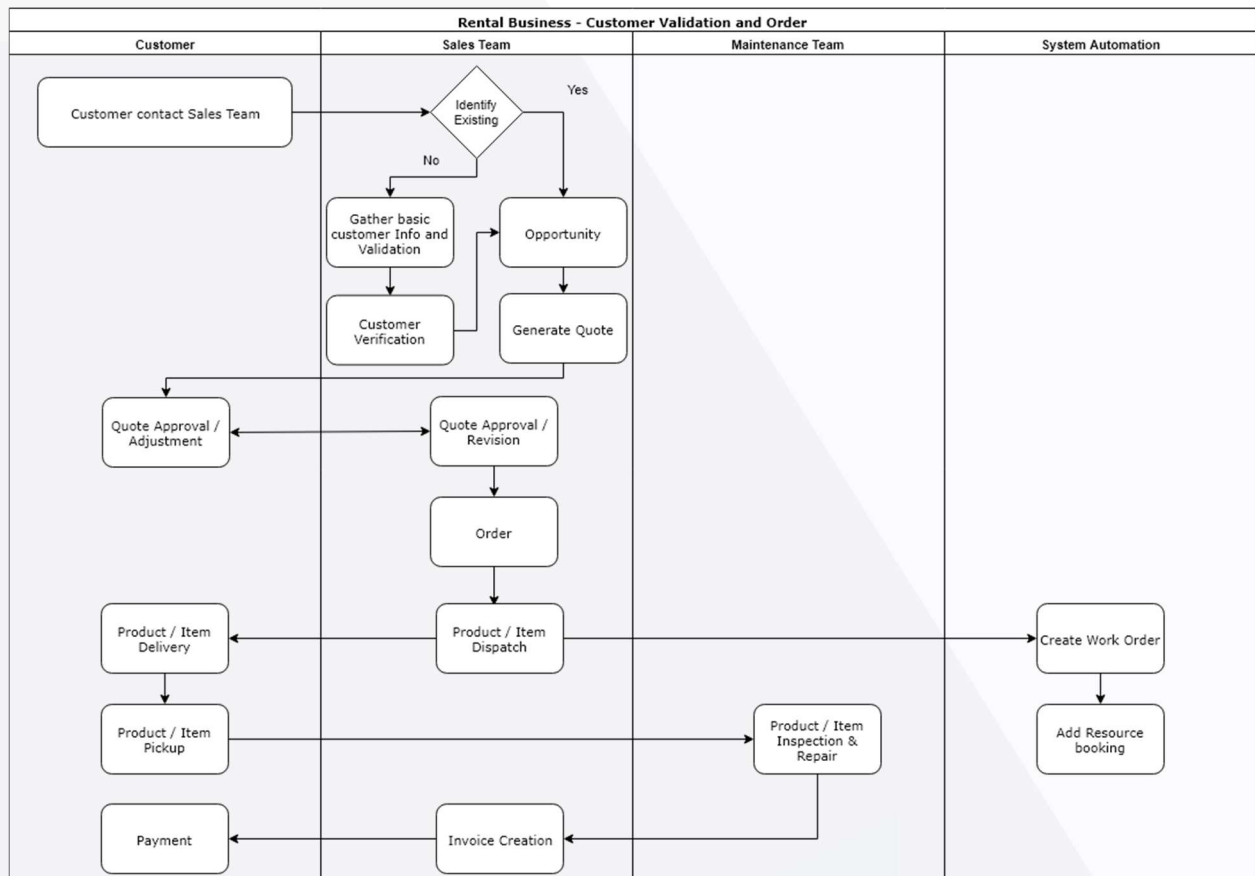 Rental Business - Customer Validation and Order
Customer
Sales Team
Maintenance Team
System Automation
Customer contact Sales Team
Identify
Existing
Yes
No
Gather basic
customer Info and
Validation
Opportunity
Customer
Verification
Generate Quote
Quote Approval /
Adjustment
Quote Approval /
Revision
Order
Product / Item
Delivery
Product / Item
Dispatch
Create Work Order
Product / Item
Pickup
Product / Item
Inspection &
Repair
Add Resource
booking
Payment
Invoice Creation